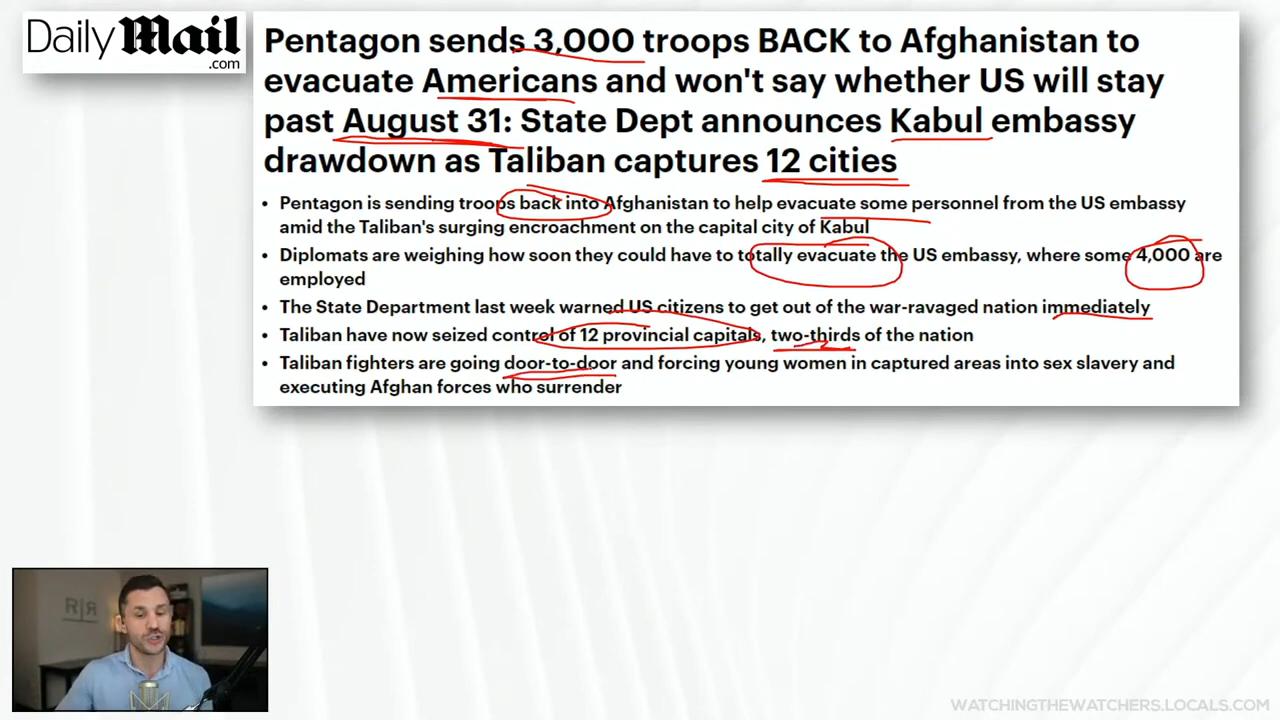 Daily Mail
.com
Pentagon sends 3,000 troops BACK to Afghanistan to
evacuate Americans and won't say whether US will stay
past August 31: State Dept announces Kabul embassy
drawdown as Taliban captures 12 cities
• Pentagon is sending troops back into Afghanistan to help evacuate some personnel from the US embassy
amid the Taliban's surging encroachment on the capital city of Kabul
• Diplomats are weighing how soon they could have to totally evacuate the US embassy, where some 4,000 are
employed
• The State Department last week warned US citizens to get out of the war-ravaged nation immediately
• Taliban have now seized control of 12 provincial capitals, two-thirds of the nation
• Taliban fighters are going door-to-door and forcing young women in captured areas into sex slavery and
executing Afghan forces who surrender
R|R
WATCHINGTHEWATCHERS.LOCALS.COM